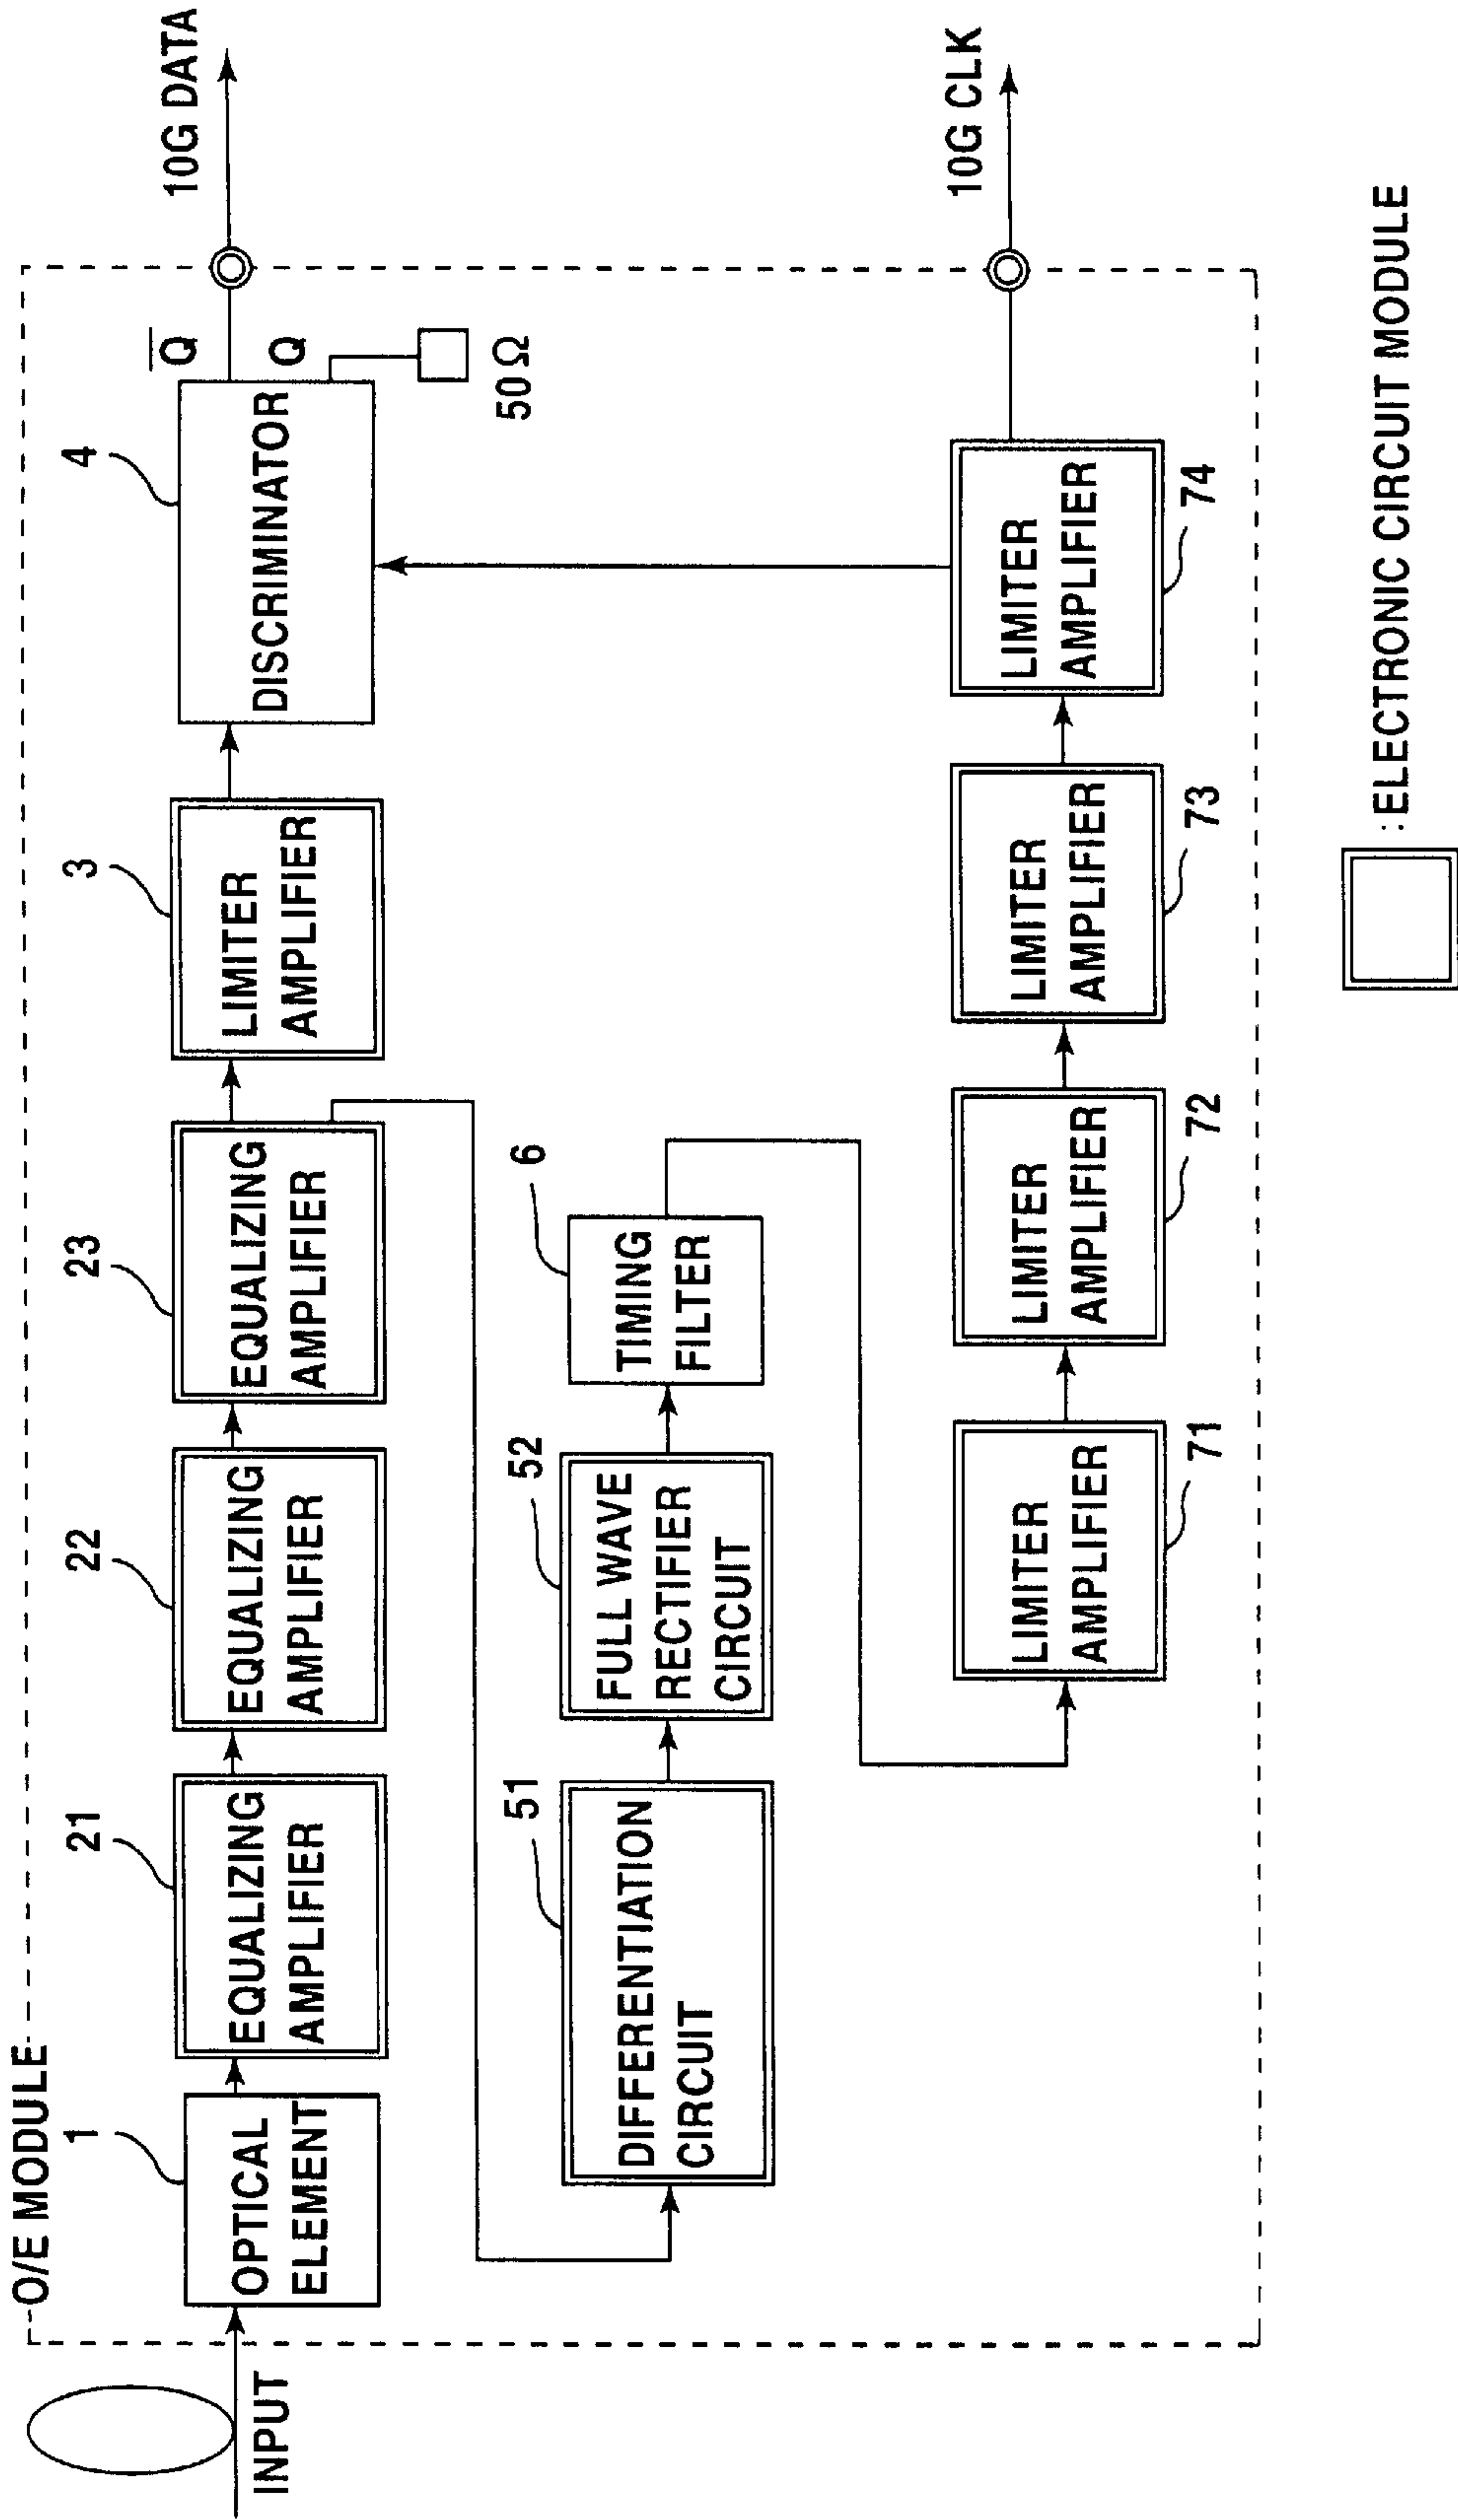 O/E MODULE
INPUT
1
OPTICAL
ELEMENT
21
EQUALIZING
AMPLIFIER
22
EQUALIZING
AMPLIFIER
23
EQUALIZING
AMPLIFIER
3
LIMITER
AMPLIFIER
4
DISCRIMINATOR
Q̅
Q
50 Ω
10G DATA
51
DIFFERENTIATION
CIRCUIT
52
FULL WAVE
RECTIFIER
CIRCUIT
6
TIMING
FILTER
LIMITER
AMPLIFIER
71
LIMITER
AMPLIFIER
72
LIMITER
AMPLIFIER
73
LIMITER
AMPLIFIER
74
10G CLK
: ELECTRONIC CIRCUIT MODULE